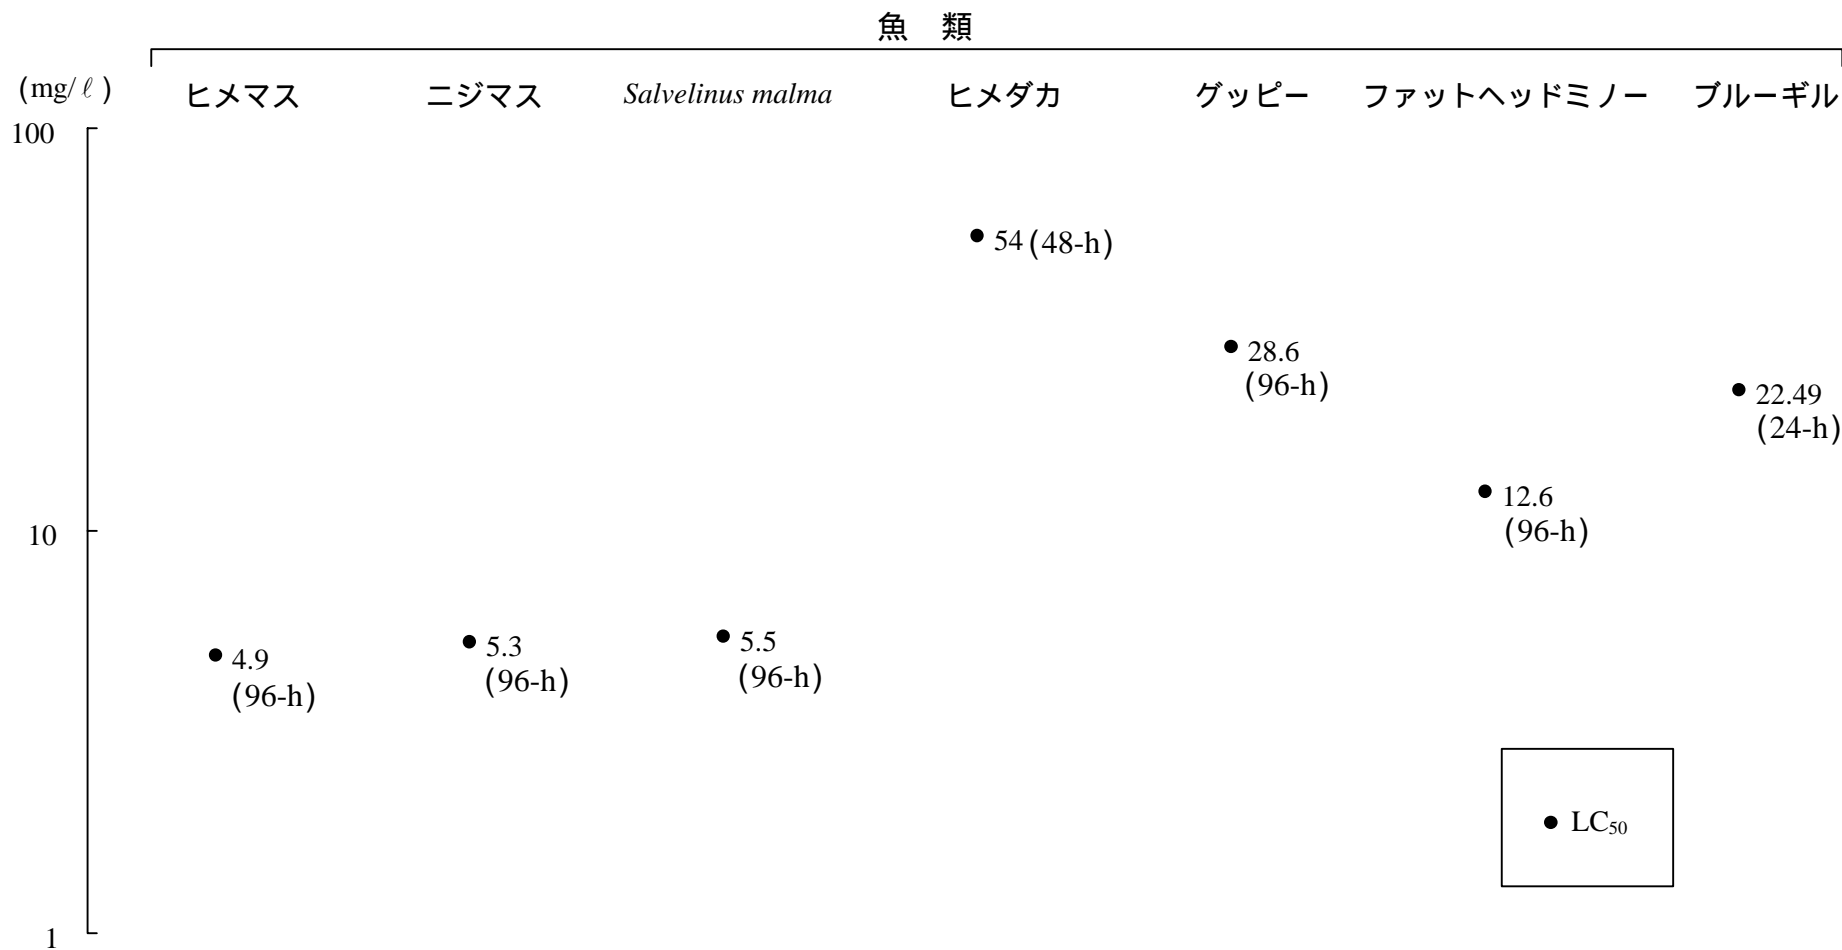 魚 類
(mg/ℓ)
ヒメマス ニジマス Salvelinus malma ヒメダカ グッピー ファットヘッドミノー ブルーギル
100
54(48-h)
28.6
(96-h)
22.49
(24-h)
12.6
(96-h)
10
4.9
(96-h)
5.3
(96-h)
5.5
(96-h)
LC₅₀
1